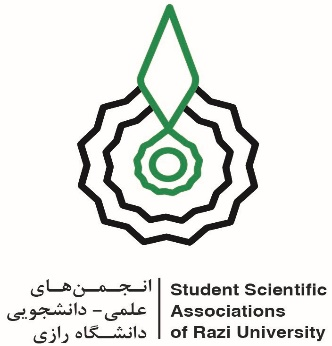 انجمن‌های
علمی - دانشجویی
دانشگاه رازی
Student Scientific
Associations
of Razi University